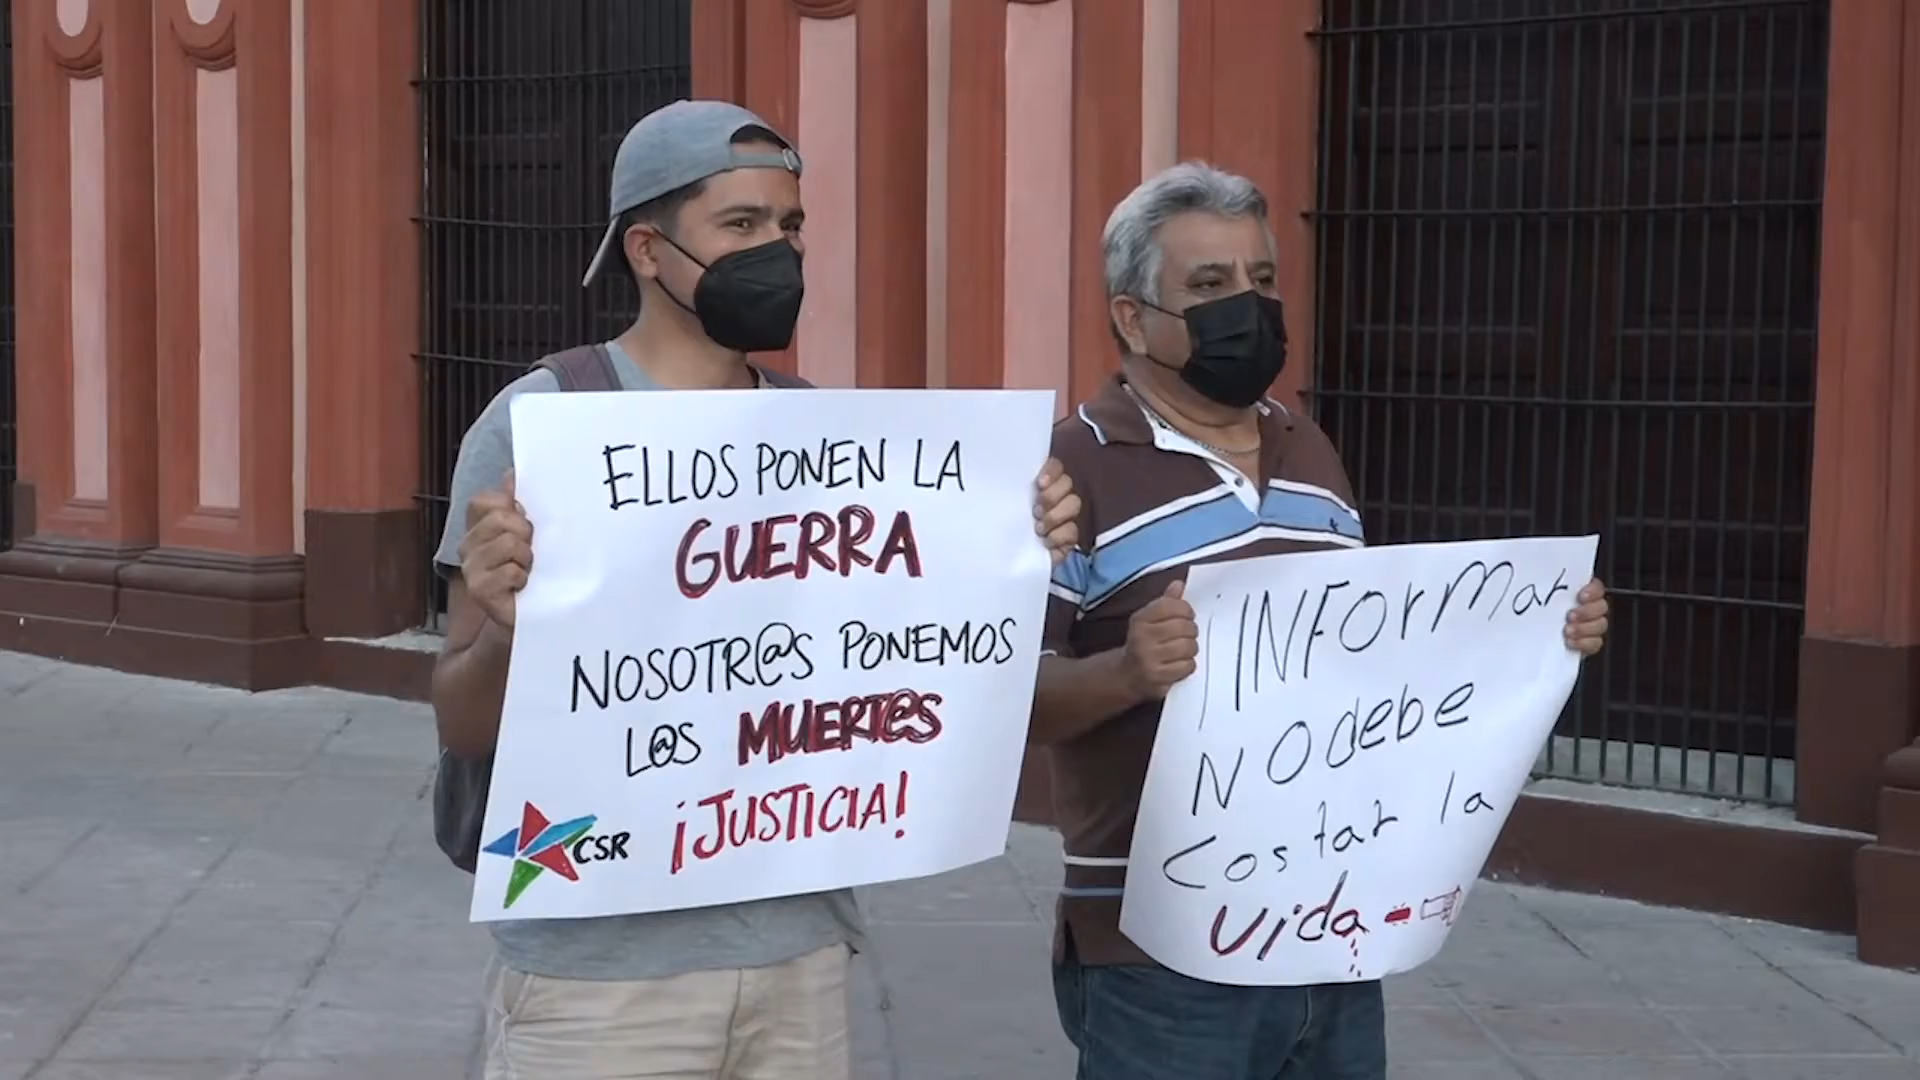 ELLOS PONEN LA
GUERRA
NOSOTR@S PONEMOS
L@S MUERT@S
¡JUSTICIA!
CSR
¡INFORMar
NO debe
Costar la
vida